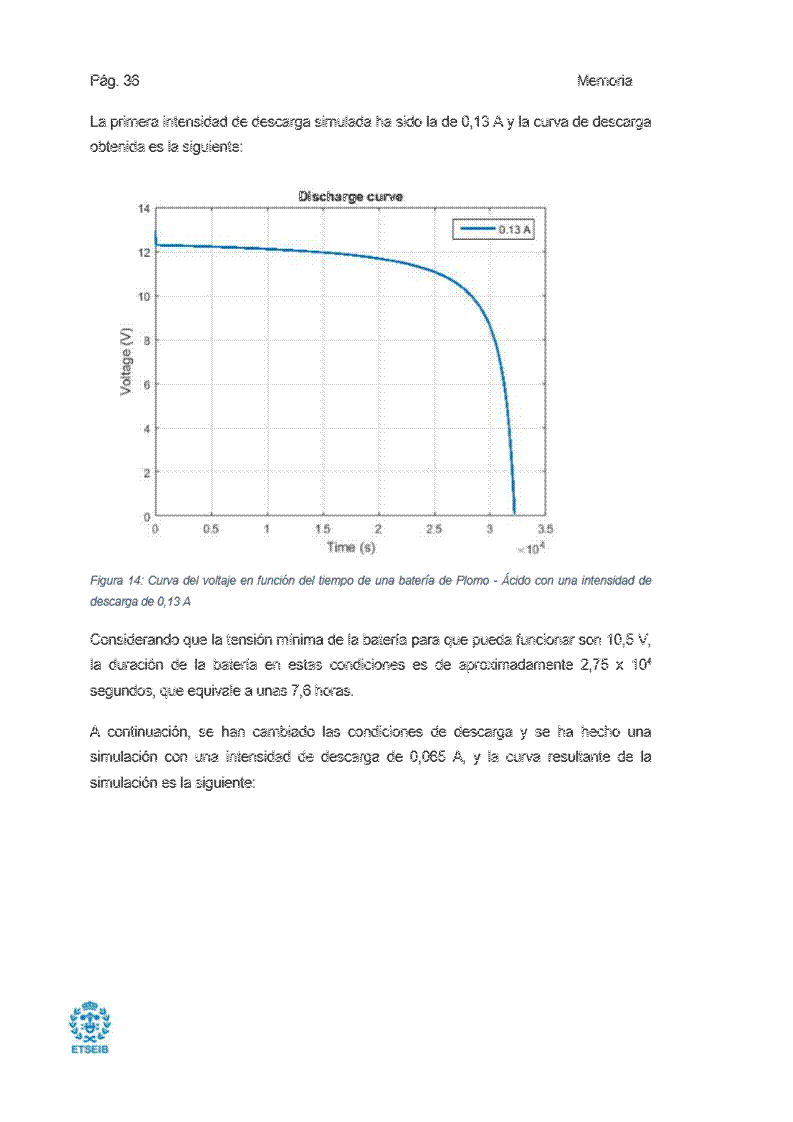 Pág. 36 Memoria
La primera intensidad de descarga simulada ha sido la de 0,13 A y la curva de descarga
obtenida es la siguiente:
Discharge curve
14
0.13 A
12
10
8
Voltage (V)
6
4
2
0
0 0.5 1 1.5 2 2.5 3 3.5
Time (s) ×10⁴
Figura 14: Curva del voltaje en función del tiempo de una batería de Plomo - Ácido con una intensidad de
descarga de 0,13 A
Considerando que la tensión mínima de la batería para que pueda funcionar son 10,5 V,
la duración de la batería en estas condiciones es de aproximadamente 2,75 x 10⁴
segundos, que equivale a unas 7,6 horas.
A continuación, se han cambiado las condiciones de descarga y se ha hecho una
simulación con una intensidad de descarga de 0,065 A, y la curva resultante de la
simulación es la siguiente:
ETSEIB